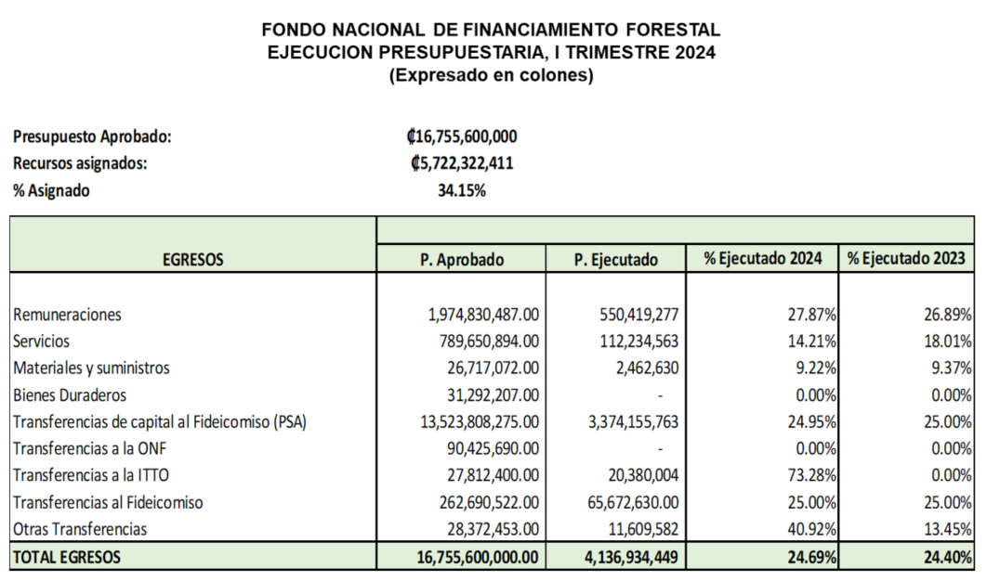 FONDO NACIONAL DE FINANCIAMIENTO FORESTAL
EJECUCION PRESUPUESTARIA, I TRIMESTRE 2024
(Expresado en colones)
Presupuesto Aprobado: ₡16,755,600,000
Recursos asignados: ₡5,722,322,411
% Asignado 34.15%
EGRESOS P. Aprobado P. Ejecutado % Ejecutado 2024 % Ejecutado 2023
Remuneraciones 1,974,830,487.00 550,419,277 27.87% 26.89%
Servicios 789,650,894.00 112,234,563 14.21% 18.01%
Materiales y suministros 26,717,072.00 2,462,630 9.22% 9.37%
Bienes Duraderos 31,292,207.00 - 0.00% 0.00%
Transferencias de capital al Fideicomiso (PSA) 13,523,808,275.00 3,374,155,763 24.95% 25.00%
Transferencias a la ONF 90,425,690.00 - 0.00% 0.00%
Transferencias a la ITTO 27,812,400.00 20,380,004 73.28% 0.00%
Transferencias al Fideicomiso 262,690,522.00 65,672,630.00 25.00% 25.00%
Otras Transferencias 28,372,453.00 11,609,582 40.92% 13.45%
TOTAL EGRESOS 16,755,600,000.00 4,136,934,449 24.69% 24.40%